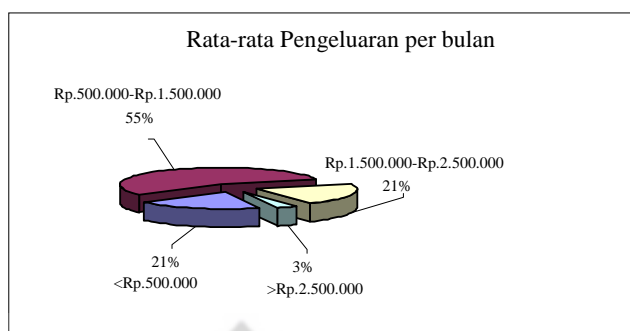 Rata-rata Pengeluaran per bulan
Rp.500.000-Rp.1.500.000
55%
Rp.1.500.000-Rp.2.500.000
21%
21%
<Rp.500.000
3%
>Rp.2.500.000